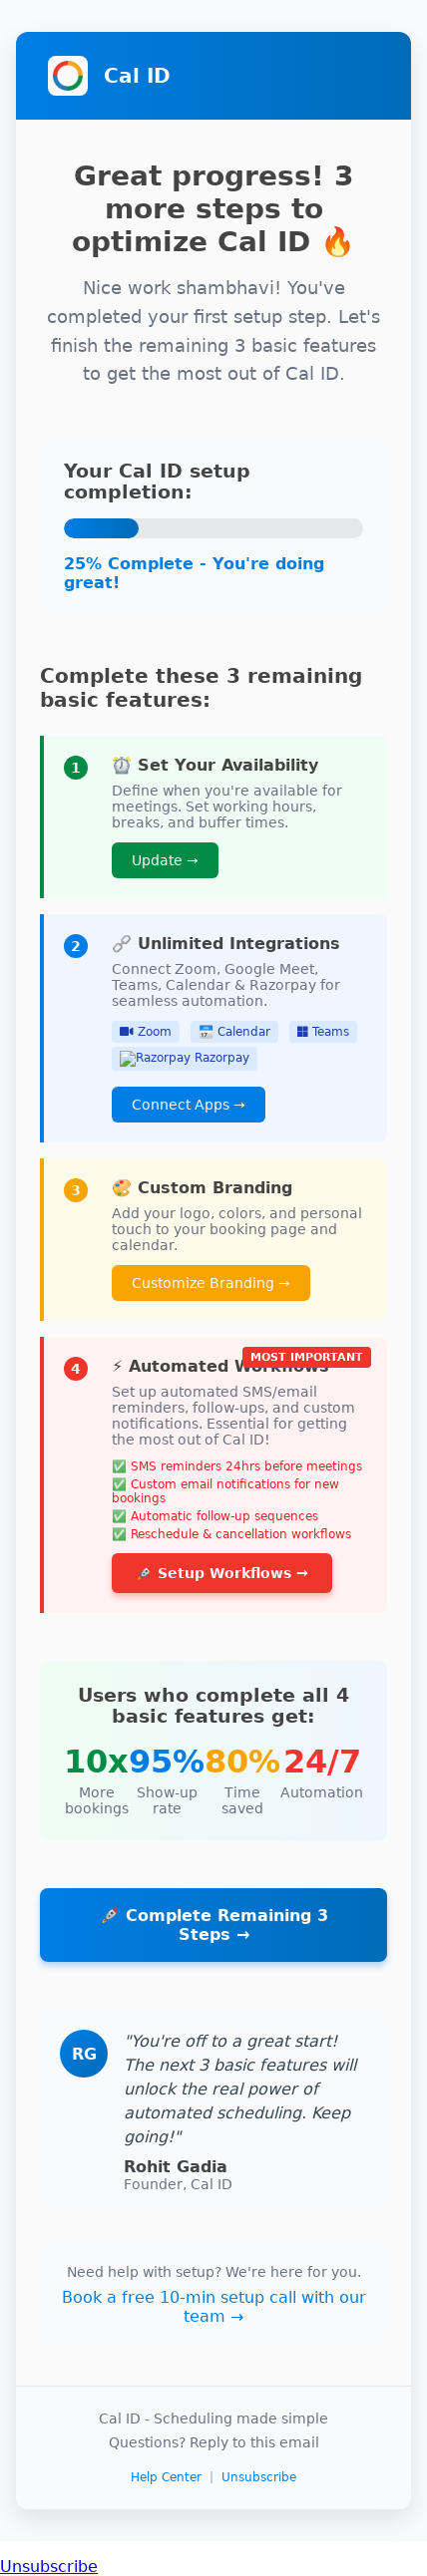 Cal ID
Great progress! 3
more steps to
optimize Cal ID 🔥
Nice work shambhavi! You've
completed your first setup step. Let's
finish the remaining 3 basic features
to get the most out of Cal ID.
Your Cal ID setup
completion:
25% Complete - You're doing
great!
Complete these 3 remaining
basic features:
1
⏰ Set Your Availability
Define when you're available for
meetings. Set working hours,
breaks, and buffer times.
Update →
2
🔗 Unlimited Integrations
Connect Zoom, Google Meet,
Teams, Calendar & Razorpay for
seamless automation.
Zoom Calendar Teams
Razorpay Razorpay
Connect Apps →
3
🎨 Custom Branding
Add your logo, colors, and personal
touch to your booking page and
calendar.
Customize Branding →
MOST IMPORTANT
4
⚡ Automated Workflows
Set up automated SMS/email
reminders, follow-ups, and custom
notifications. Essential for getting
the most out of Cal ID!
✅ SMS reminders 24hrs before meetings
✅ Custom email notifications for new
bookings
✅ Automatic follow-up sequences
✅ Reschedule & cancellation workflows
🚀 Setup Workflows →
Users who complete all 4
basic features get:
10x 95% 80% 24/7
More Show-up Time Automation
bookings rate saved
🚀 Complete Remaining 3
Steps →
RG
"You're off to a great start!
The next 3 basic features will
unlock the real power of
automated scheduling. Keep
going!"
Rohit Gadia
Founder, Cal ID
Need help with setup? We're here for you.
Book a free 10-min setup call with our
team →
Cal ID - Scheduling made simple
Questions? Reply to this email
Help Center | Unsubscribe
Unsubscribe